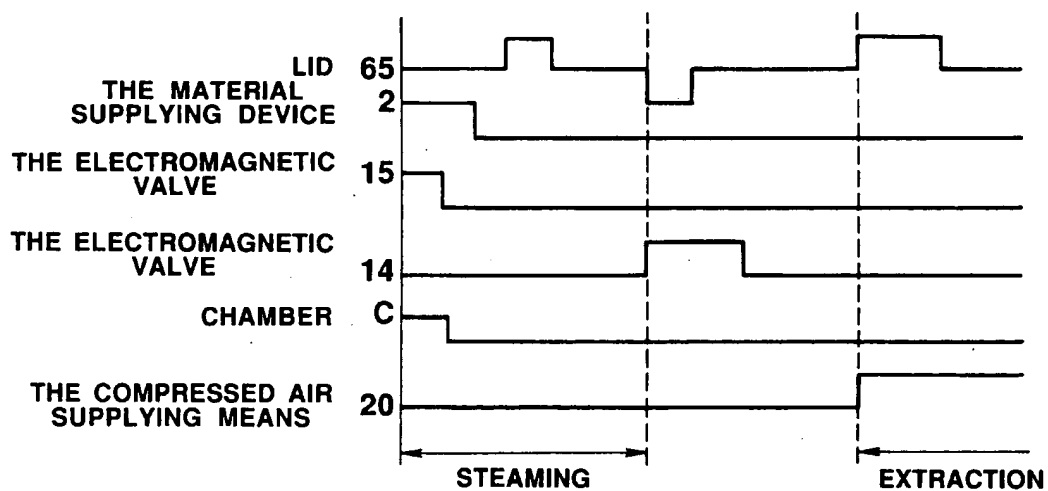 LID 65
THE MATERIAL 2
SUPPLYING DEVICE
THE ELECTROMAGNETIC 15
VALVE
THE ELECTROMAGNETIC
VALVE 14
CHAMBER C
THE COMPRESSED AIR 20
SUPPLYING MEANS
STEAMING EXTRACTION